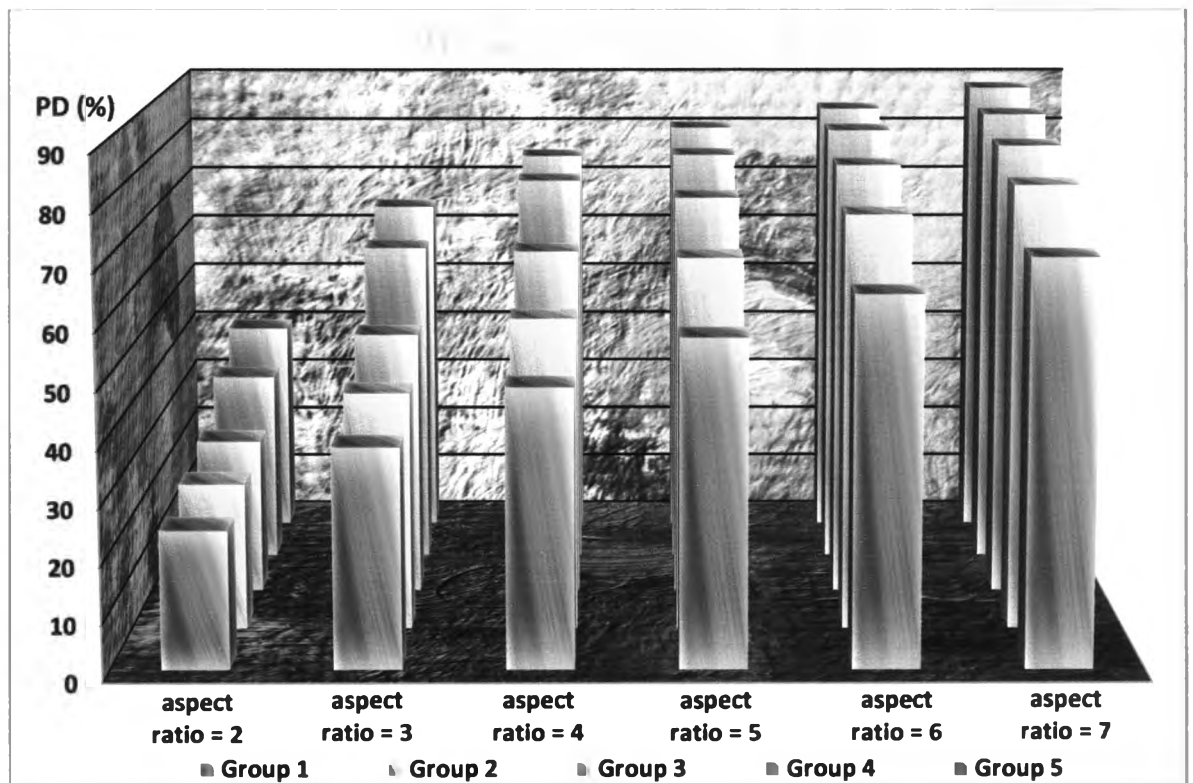 PD (%)
90
80
70
60
50
40
30
20
10
0
aspect ratio = 2
aspect ratio = 3
aspect ratio = 4
aspect ratio = 5
aspect ratio = 6
aspect ratio = 7
Group 1
Group 2
Group 3
Group 4
Group 5